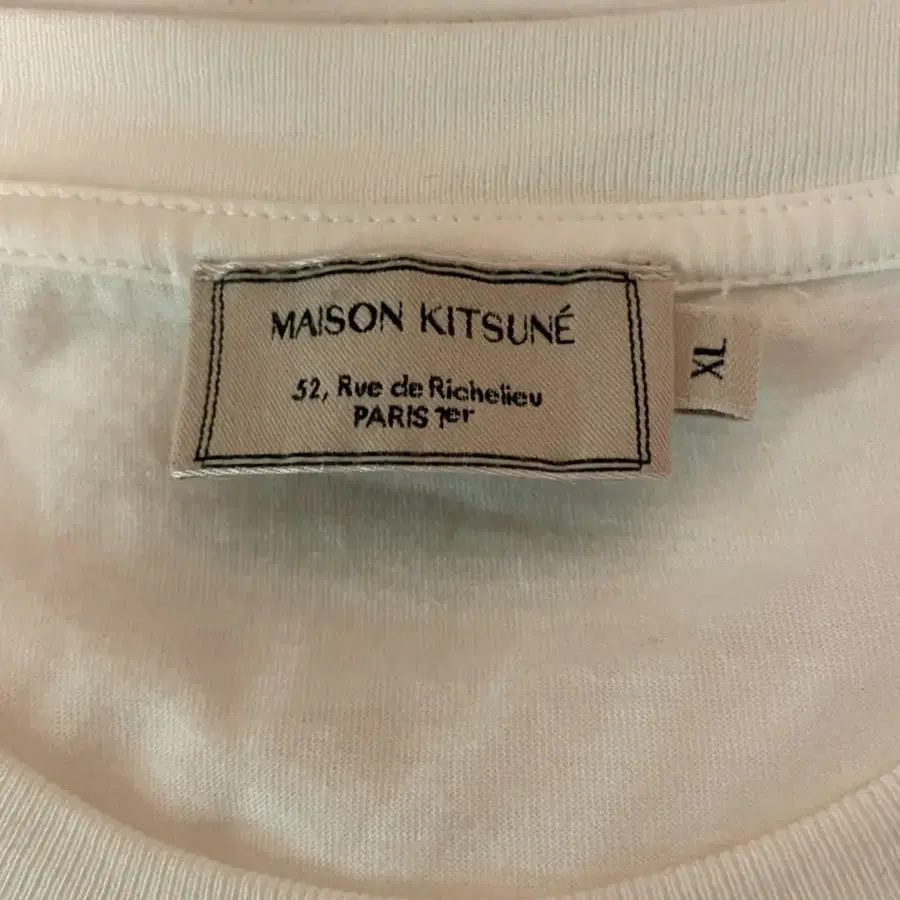 MAISON KITSUNÉ
52, Rue de Richelieu
PARIS 1er
XL